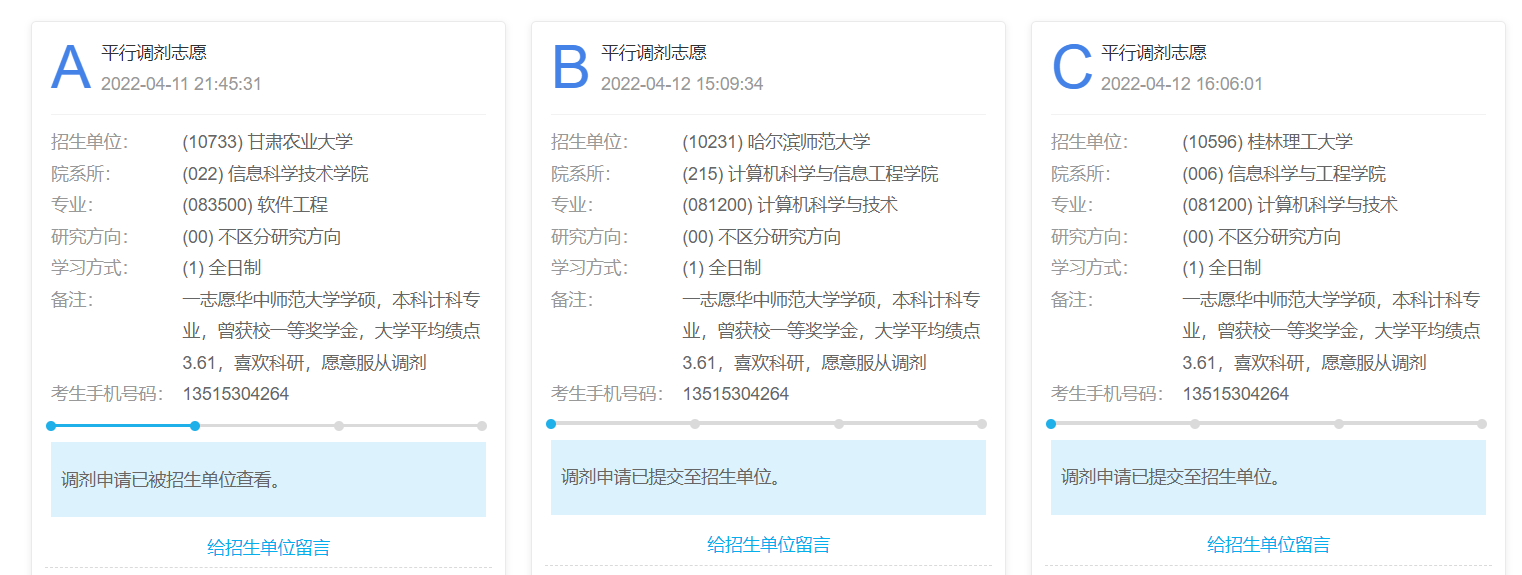 A 平行调剂志愿
2022-04-11 21:45:31
招生单位: (10733) 甘肃农业大学
院系所: (022) 信息科学技术学院
专业: (083500) 软件工程
研究方向: (00) 不区分研究方向
学习方式: (1) 全日制
备注: 一志愿华中师范大学学硕，本科计科专
业，曾获校一等奖学金，大学平均绩点
3.61，喜欢科研，愿意服从调剂
考生手机号码: 13515304264
调剂申请已被招生单位查看。
给招生单位留言
B 平行调剂志愿
2022-04-12 15:09:34
招生单位: (10231) 哈尔滨师范大学
院系所: (215) 计算机科学与信息工程学院
专业: (081200) 计算机科学与技术
研究方向: (00) 不区分研究方向
学习方式: (1) 全日制
备注: 一志愿华中师范大学学硕，本科计科专
业，曾获校一等奖学金，大学平均绩点
3.61，喜欢科研，愿意服从调剂
考生手机号码: 13515304264
调剂申请已提交至招生单位。
给招生单位留言
C 平行调剂志愿
2022-04-12 16:06:01
招生单位: (10596) 桂林理工大学
院系所: (006) 信息科学与工程学院
专业: (081200) 计算机科学与技术
研究方向: (00) 不区分研究方向
学习方式: (1) 全日制
备注: 一志愿华中师范大学学硕，本科计科专
业，曾获校一等奖学金，大学平均绩点
3.61，喜欢科研，愿意服从调剂
考生手机号码: 13515304264
调剂申请已提交至招生单位。
给招生单位留言